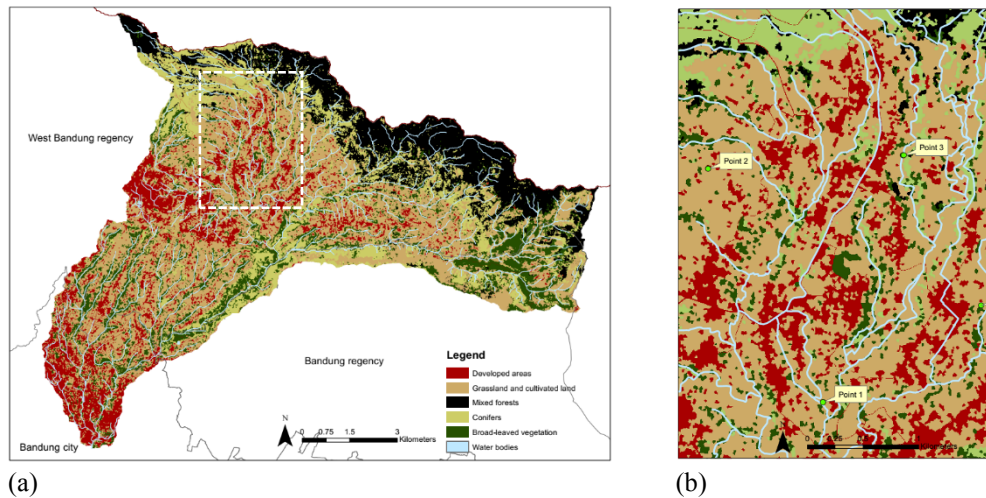 West Bandung regency
Bandung regency
Bandung city
Legend
Developed areas
Grassland and cultivated land
Mixed forests
Conifers
Broad-leaved vegetation
Water bodies
N
0 0.75 1.5 3
Kilometers
(a)
Point 2
Point 3
Point 1
Kilometers
(b)